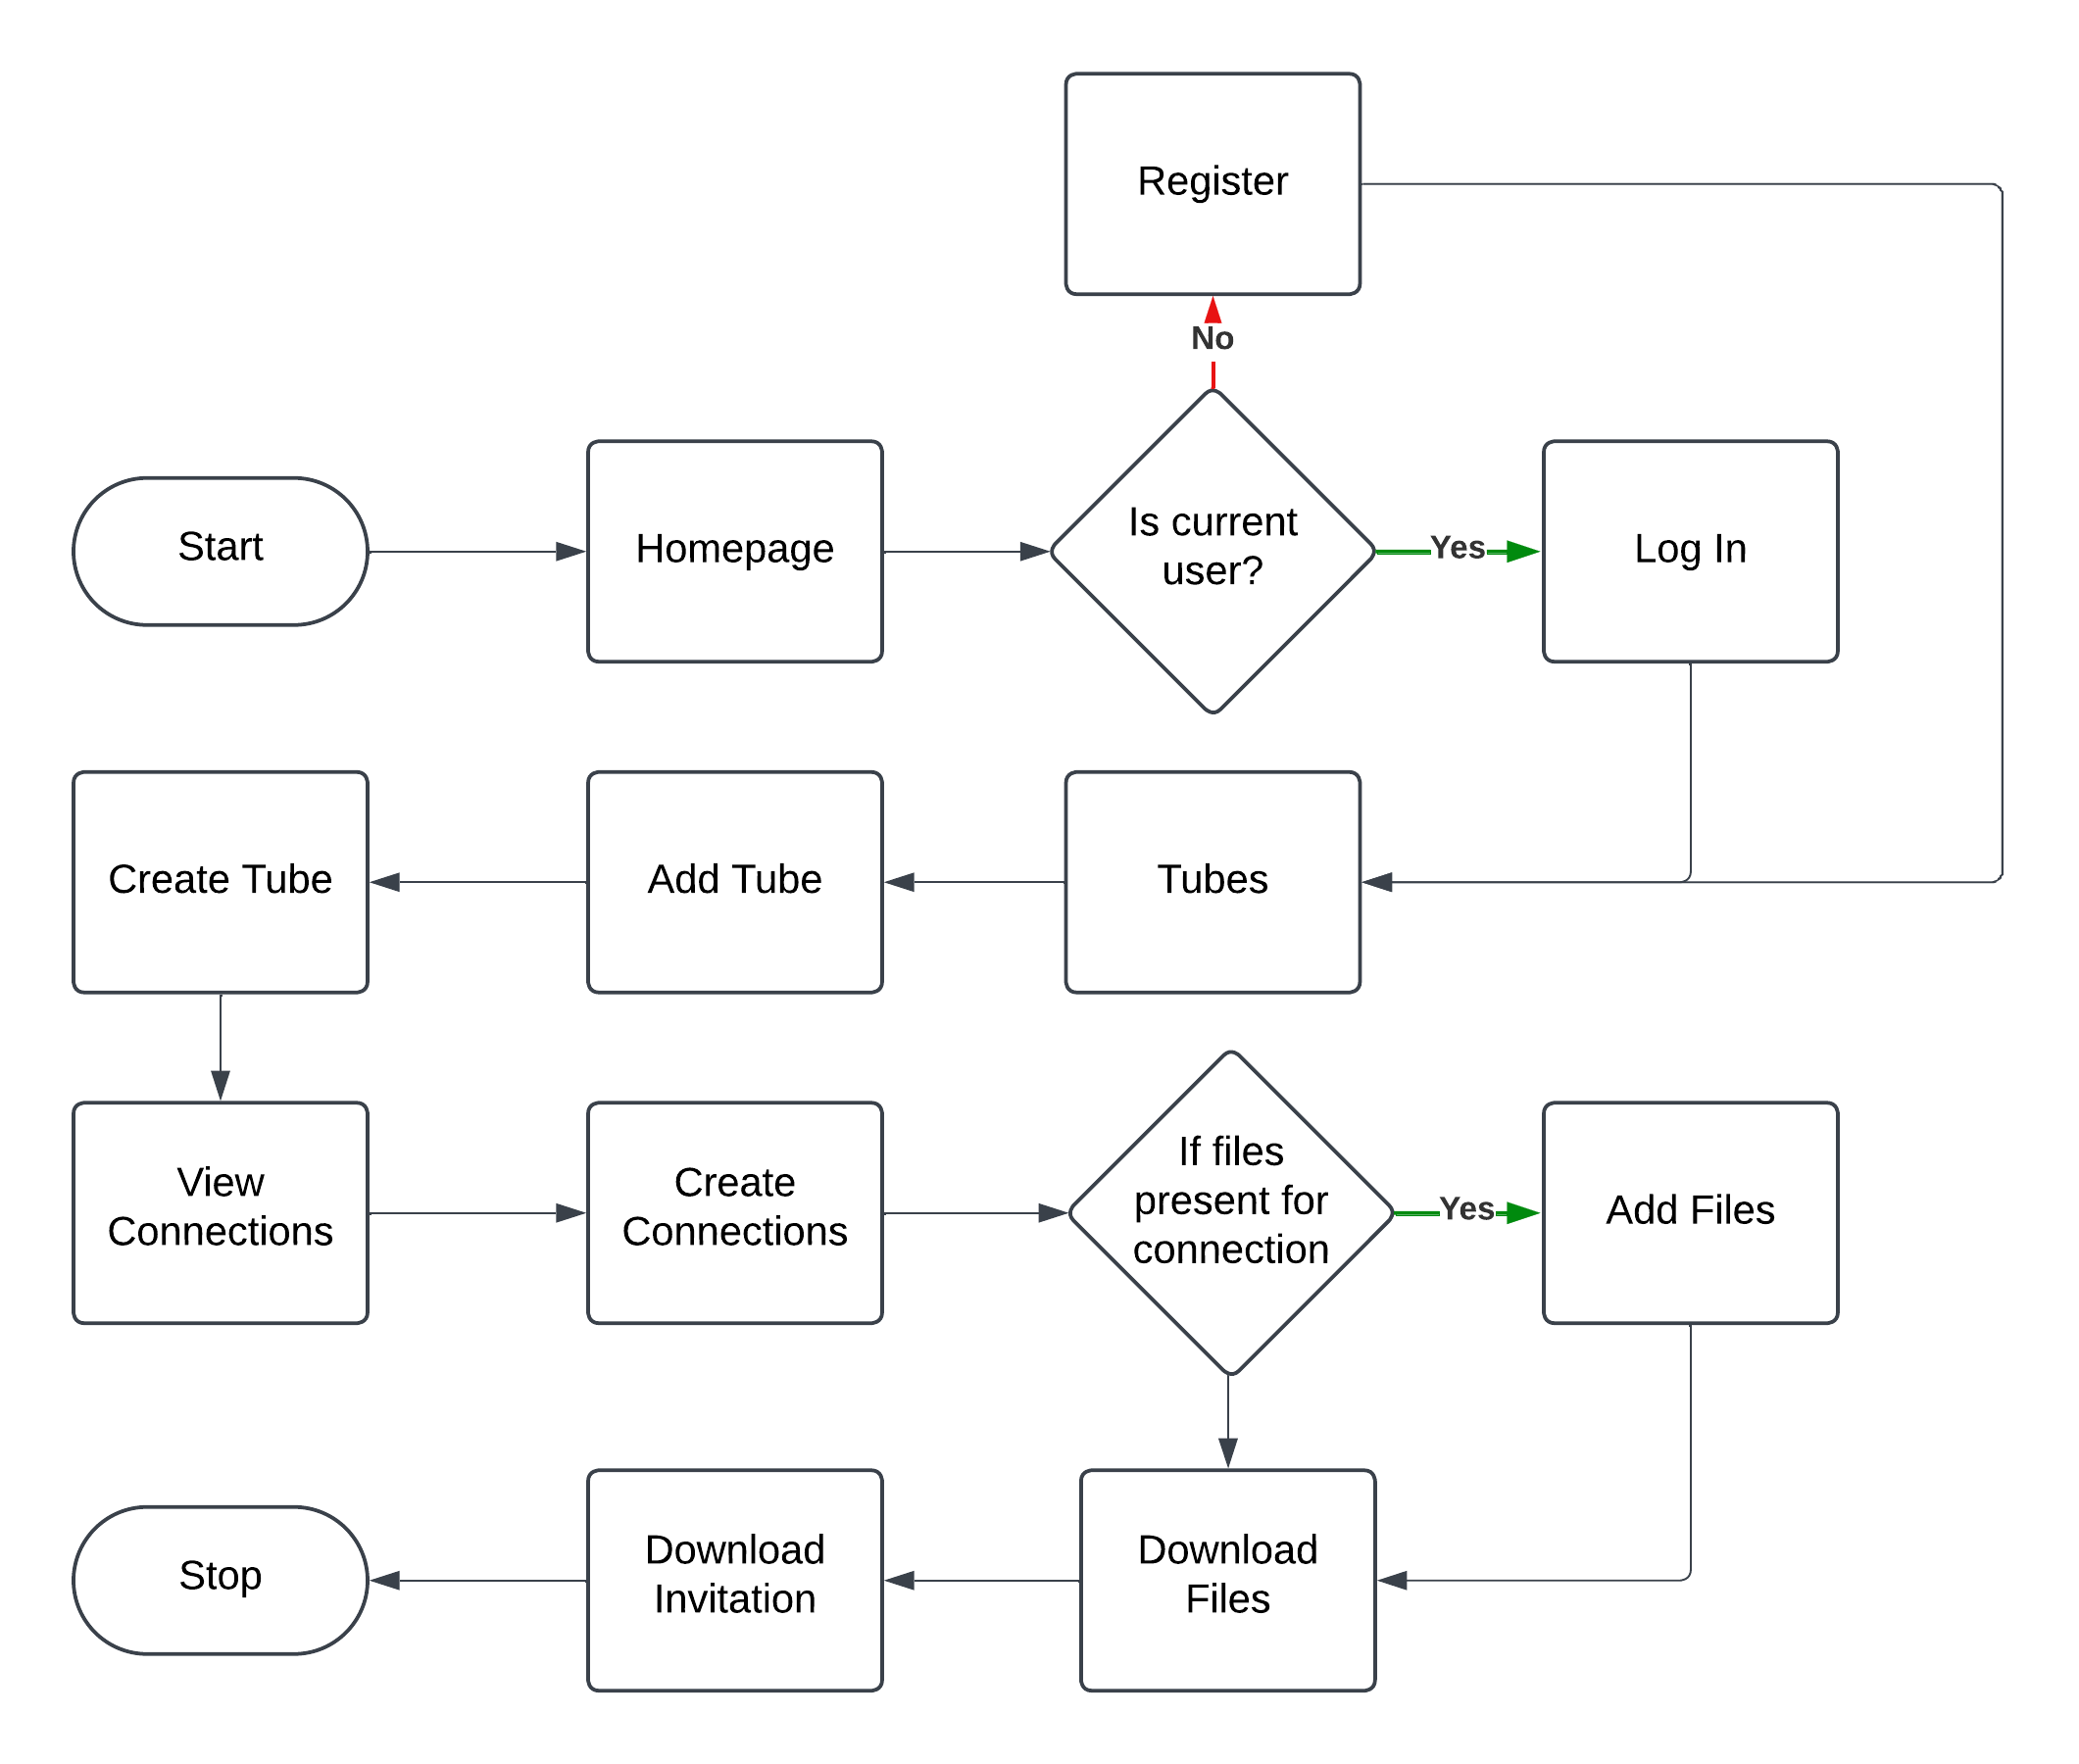 Register
No
Start
Homepage
Is current
user?
Yes
Log In
Create Tube
Add Tube
Tubes
View
Connections
Create
Connections
If files
present for
connection
Yes
Add Files
Stop
Download
Invitation
Download
Files